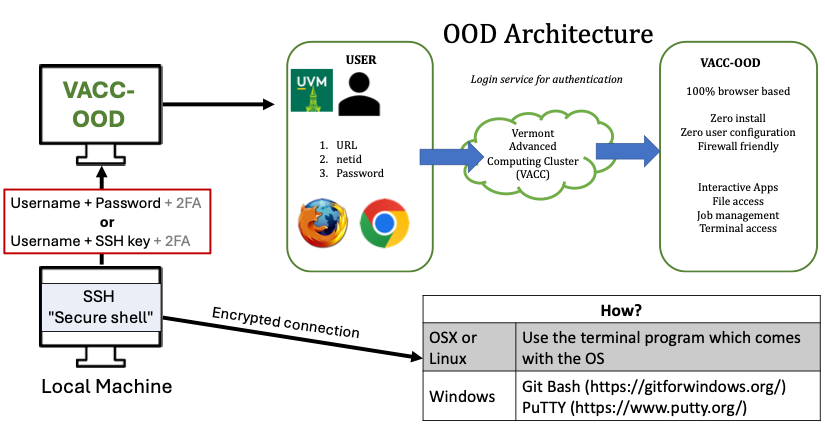 OOD Architecture
VACC-
OOD
Username + Password + 2FA
or
Username + SSH key + 2FA
SSH
"Secure shell"
Local Machine
Encrypted connection
USER
UVM
1. URL
2. netid
3. Password
Login service for authentication
Vermont
Advanced
Computing Cluster
(VACC)
VACC-OOD
100% browser based
Zero install
Zero user configuration
Firewall friendly
Interactive Apps
File access
Job management
Terminal access
How?
OSX or
Linux
Use the terminal program which comes
with the OS
Windows
Git Bash (https://gitforwindows.org/)
PuTTY (https://www.putty.org/)